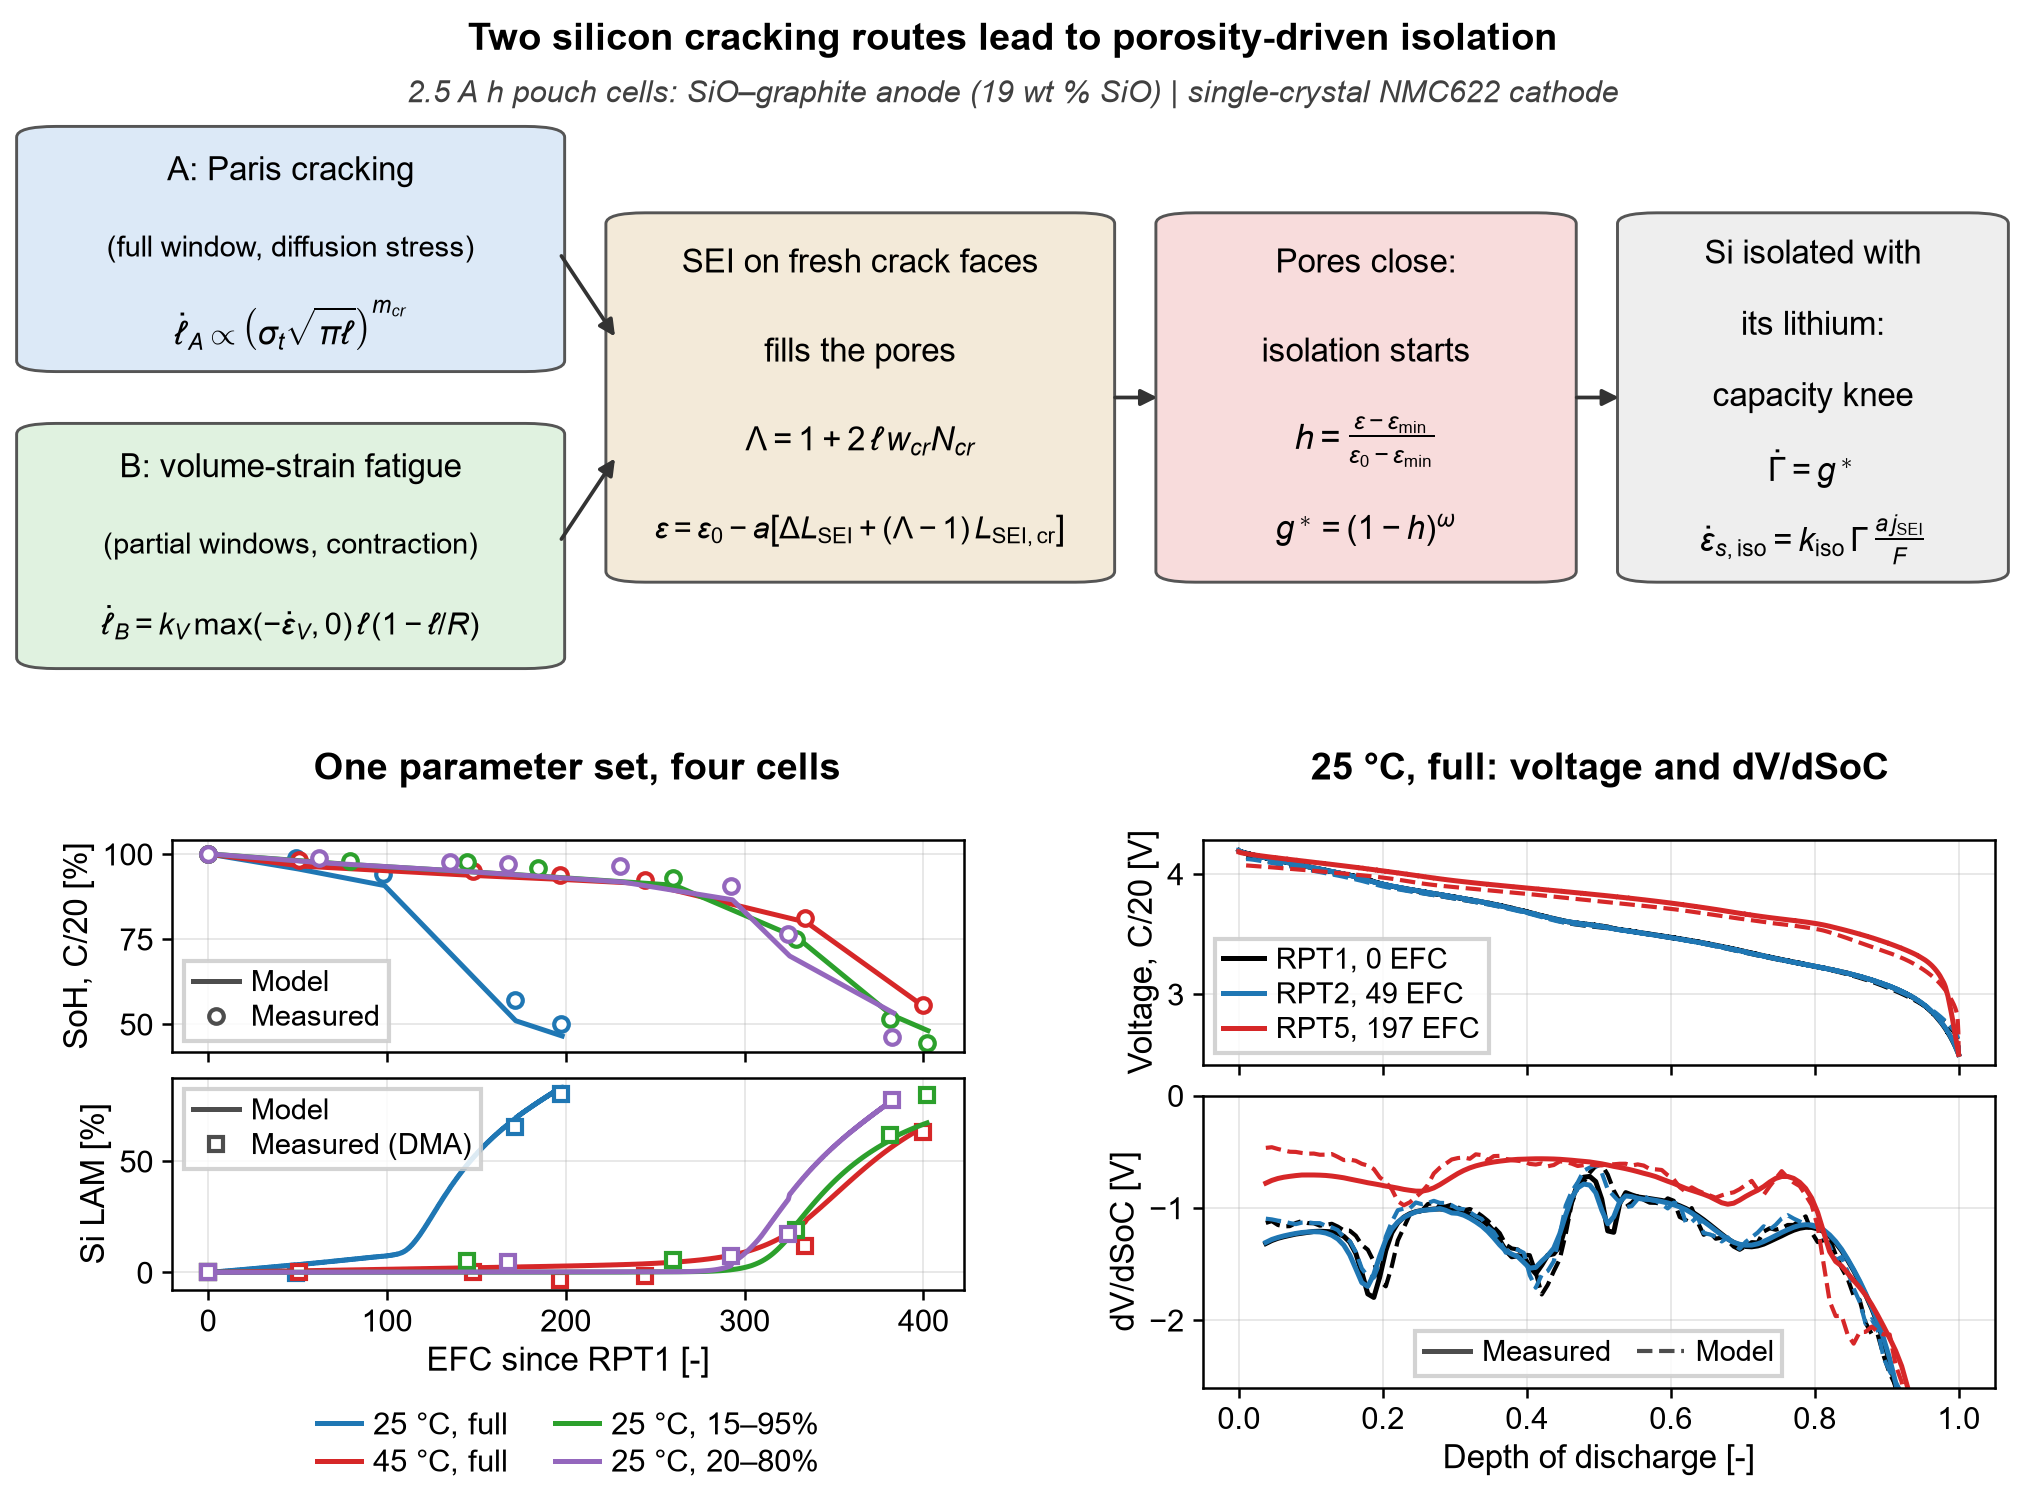 Two silicon cracking routes lead to porosity-driven isolation
2.5 A h pouch cells: SiO–graphite anode (19 wt % SiO) | single-crystal NMC622 cathode
A: Paris cracking
(full window, diffusion stress)
ℓ̇_A ∝ (σ_t√(πℓ))^{m_cr}
B: volume-strain fatigue
(partial windows, contraction)
ℓ̇_B = k_V max(−ε̇_V, 0) ℓ(1 − ℓ/R)
SEI on fresh crack faces
fills the pores
Λ = 1 + 2ℓw_{cr}N_{cr}
ε = ε_0 − a[ΔL_SEI + (Λ − 1) L_{SEI, cr}]
Pores close:
isolation starts
h = (ε − ε_min)/(ε_0 − ε_min)
g* = (1 − h)^ω
Si isolated with
its lithium:
capacity knee
Γ̇ = g*
ε̇_{s, iso} = k_iso Γ a j_SEI / F
One parameter set, four cells
SoH, C/20 [%]
100
75
50
Model
Measured
Si LAM [%]
50
0
Model
Measured (DMA)
0
100
200
300
400
EFC since RPT1 [-]
25 °C, full
45 °C, full
25 °C, 15–95%
25 °C, 20–80%
25 °C, full: voltage and dV/dSoC
Voltage, C/20 [V]
4
3
RPT1, 0 EFC
RPT2, 49 EFC
RPT5, 197 EFC
dV/dSoC [V]
0
−1
−2
Measured
Model
0.0
0.2
0.4
0.6
0.8
1.0
Depth of discharge [-]